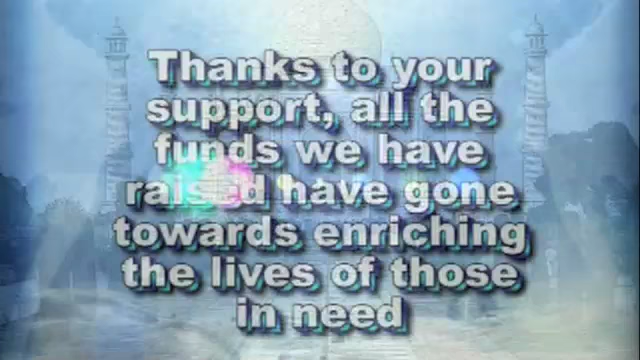 Thanks to your
support, all the
funds we have
raised have gone
towards enriching
the lives of those
in need